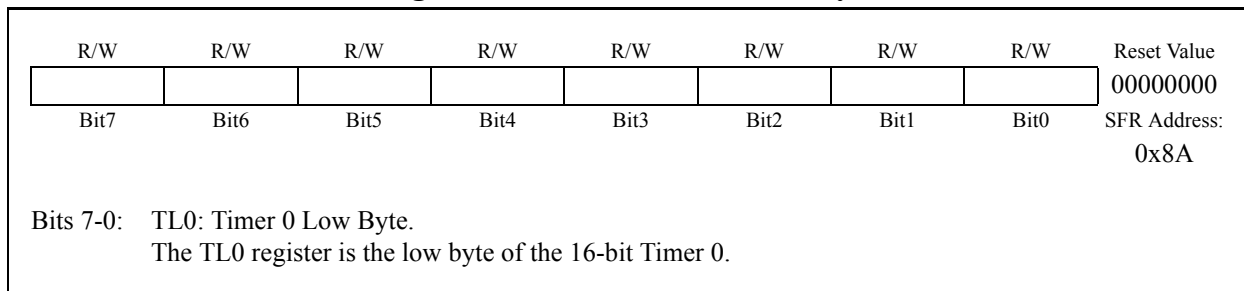 R/W R/W R/W R/W R/W R/W R/W R/W Reset Value
00000000
Bit7 Bit6 Bit5 Bit4 Bit3 Bit2 Bit1 Bit0 SFR Address:
0x8A
Bits 7-0: TL0: Timer 0 Low Byte.
The TL0 register is the low byte of the 16-bit Timer 0.